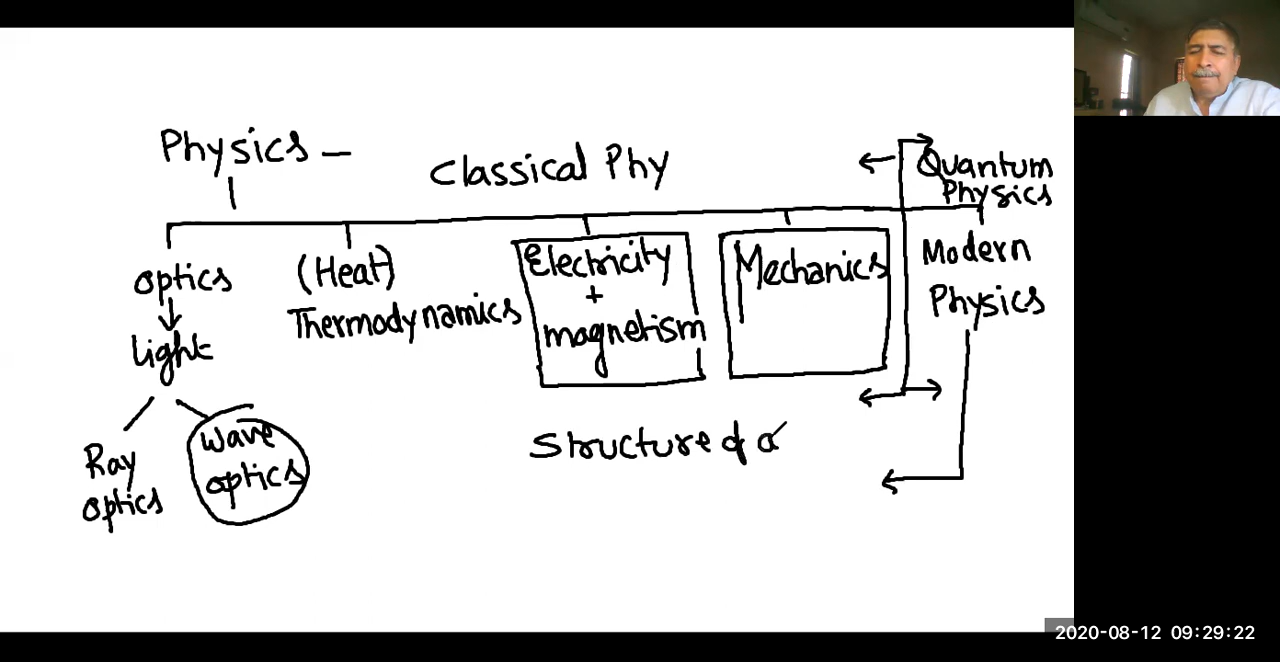 Physics –
Classical Phy
Quantum
Physics
optics
light
Ray
optics
Wave
optics
(Heat)
Thermodynamics
Electricity
+
magnetism
Mechanics
Modern
Physics
Structure of a
2020-08-12 09:29:22